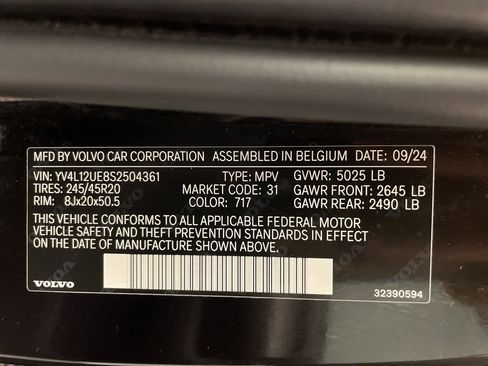 MFD BY VOLVO CAR CORPORATION ASSEMBLED IN BELGIUM DATE: 09/24
VIN: YV4L12UE8S2504361 TYPE: MPV GVWR: 5025 LB
TIRES: 245/45R20 MARKET CODE: 31 GAWR FRONT: 2645 LB
RIM: 8Jx20x50.5 COLOR: 717 GAWR REAR: 2490 LB
THIS VEHICLE CONFORMS TO ALL APPLICABLE FEDERAL MOTOR
VEHICLE SAFETY AND THEFT PREVENTION STANDARDS IN EFFECT
ON THE DATE OF MANUFACTURE SHOWN ABOVE.
VOLVO
32390594